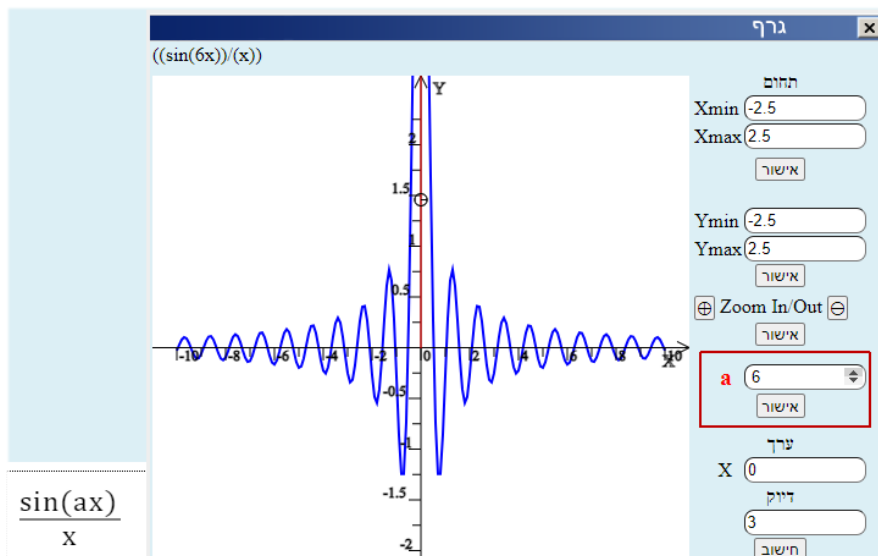 גרף
((sin(6x))/(x))
Y
2
1.5
1
0.5
-10 -8 -6 -4 -2 0 2 4 6 8 10
X
-0.5
-1
-1.5
-2
תחום
Xmin -2.5
Xmax 2.5
אישור
Ymin -2.5
Ymax 2.5
אישור
Zoom In/Out
אישור
a 6
אישור
ערך
X 0
דיוק
3
חישוב
sin(ax)
x